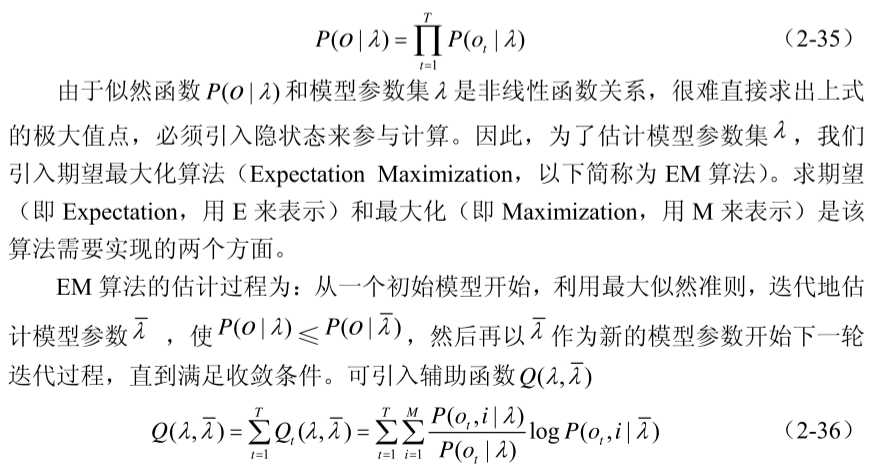 P(O|λ)=∏_{t=1}^{T} P(o_t|λ) （2-35）
由于似然函数 P(O|λ) 和模型参数集 λ 是非线性函数关系，很难直接求出上式
的极大值点，必须引入隐状态来参与计算。因此，为了估计模型参数集 λ，我们
引入期望最大化算法（Expectation Maximization，以下简称为 EM 算法）。求期望
（即 Expectation，用 E 来表示）和最大化（即 Maximization，用 M 来表示）是该
算法需要实现的两个方面。
EM 算法的估计过程为：从一个初始模型开始，利用最大似然准则，迭代地估
计模型参数 λ̄ ，使 P(O|λ)≤P(O|λ̄)，然后再以 λ̄ 作为新的模型参数开始下一轮
迭代过程，直到满足收敛条件。可引入辅助函数 Q(λ,λ̄)
Q(λ,λ̄)=∑_{t=1}^{T} Q_t(λ,λ̄)=∑_{t=1}^{T} ∑_{i=1}^{M} \frac{P(o_t,i|λ)}{P(o_t|λ)} log P(o_t,i|λ̄) （2-36）